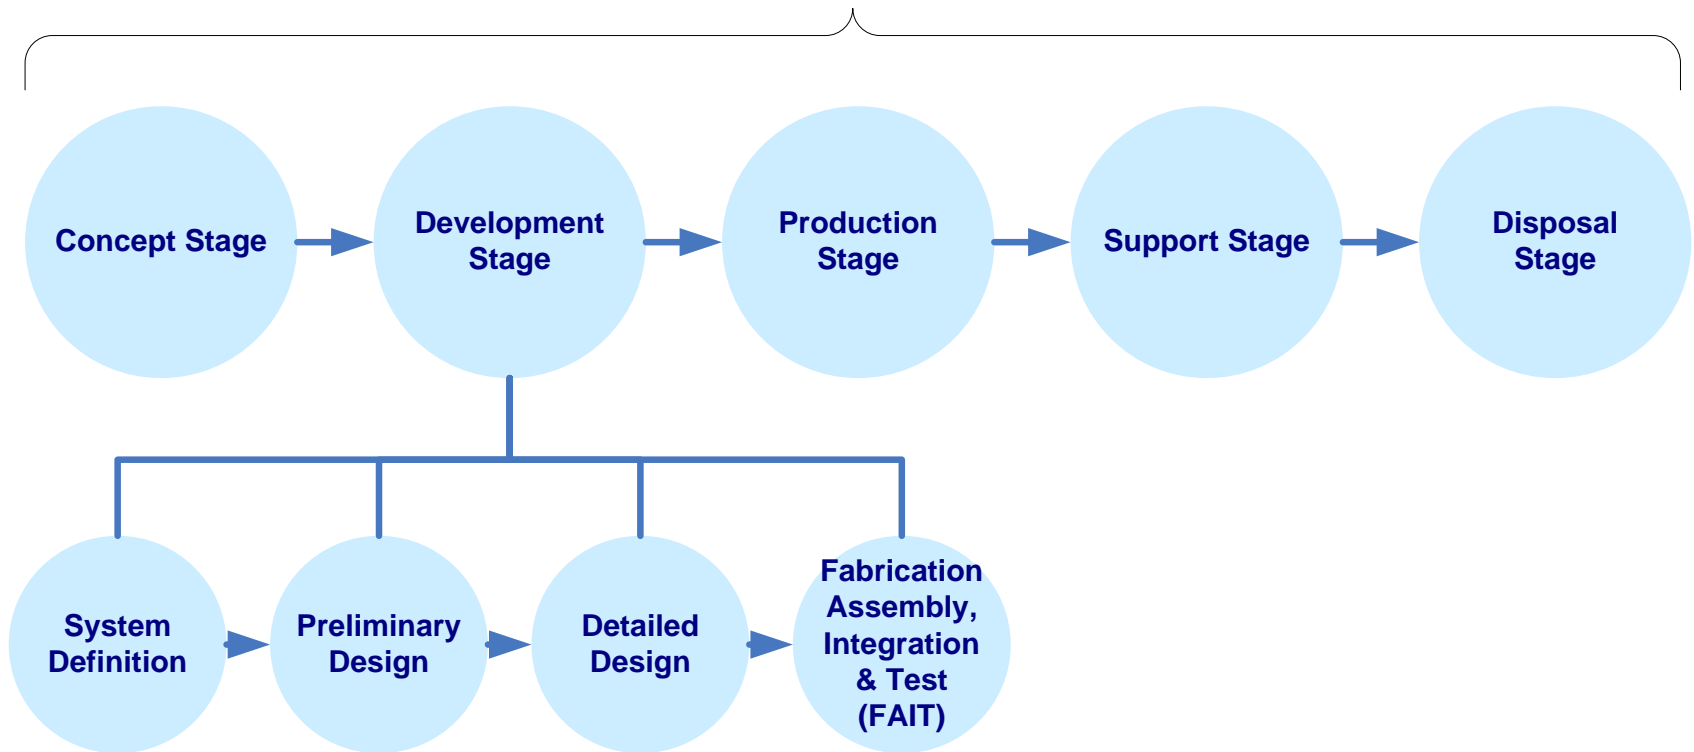 Concept Stage
Development
Stage
Production
Stage
Support Stage
Disposal
Stage
System
Definition
Preliminary
Design
Detailed
Design
Fabrication
Assembly,
Integration
& Test
(FAIT)